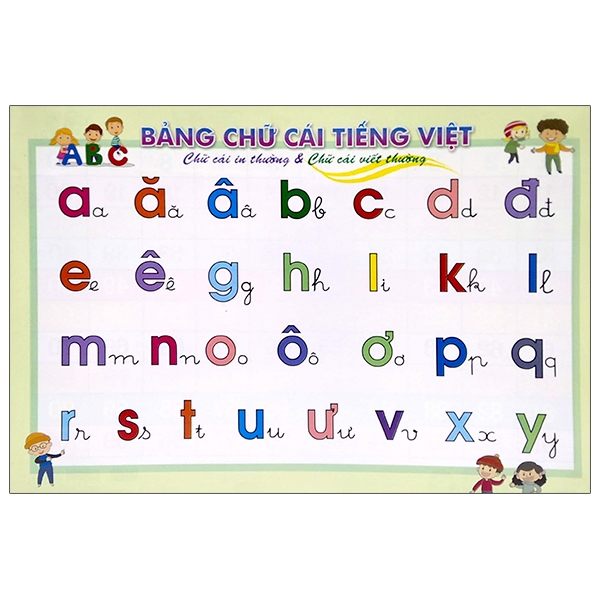 ABC
BẢNG CHỮ CÁI TIẾNG VIỆT
Chữ cái in thường & Chữ cái viết thường
a a ă ă â â b b c c d d đ đ
e e ê ê g g h h i i k k l l
m m n n o o ô ô ơ ơ p p q q
r r s s t t u u ư ư v v x x y y